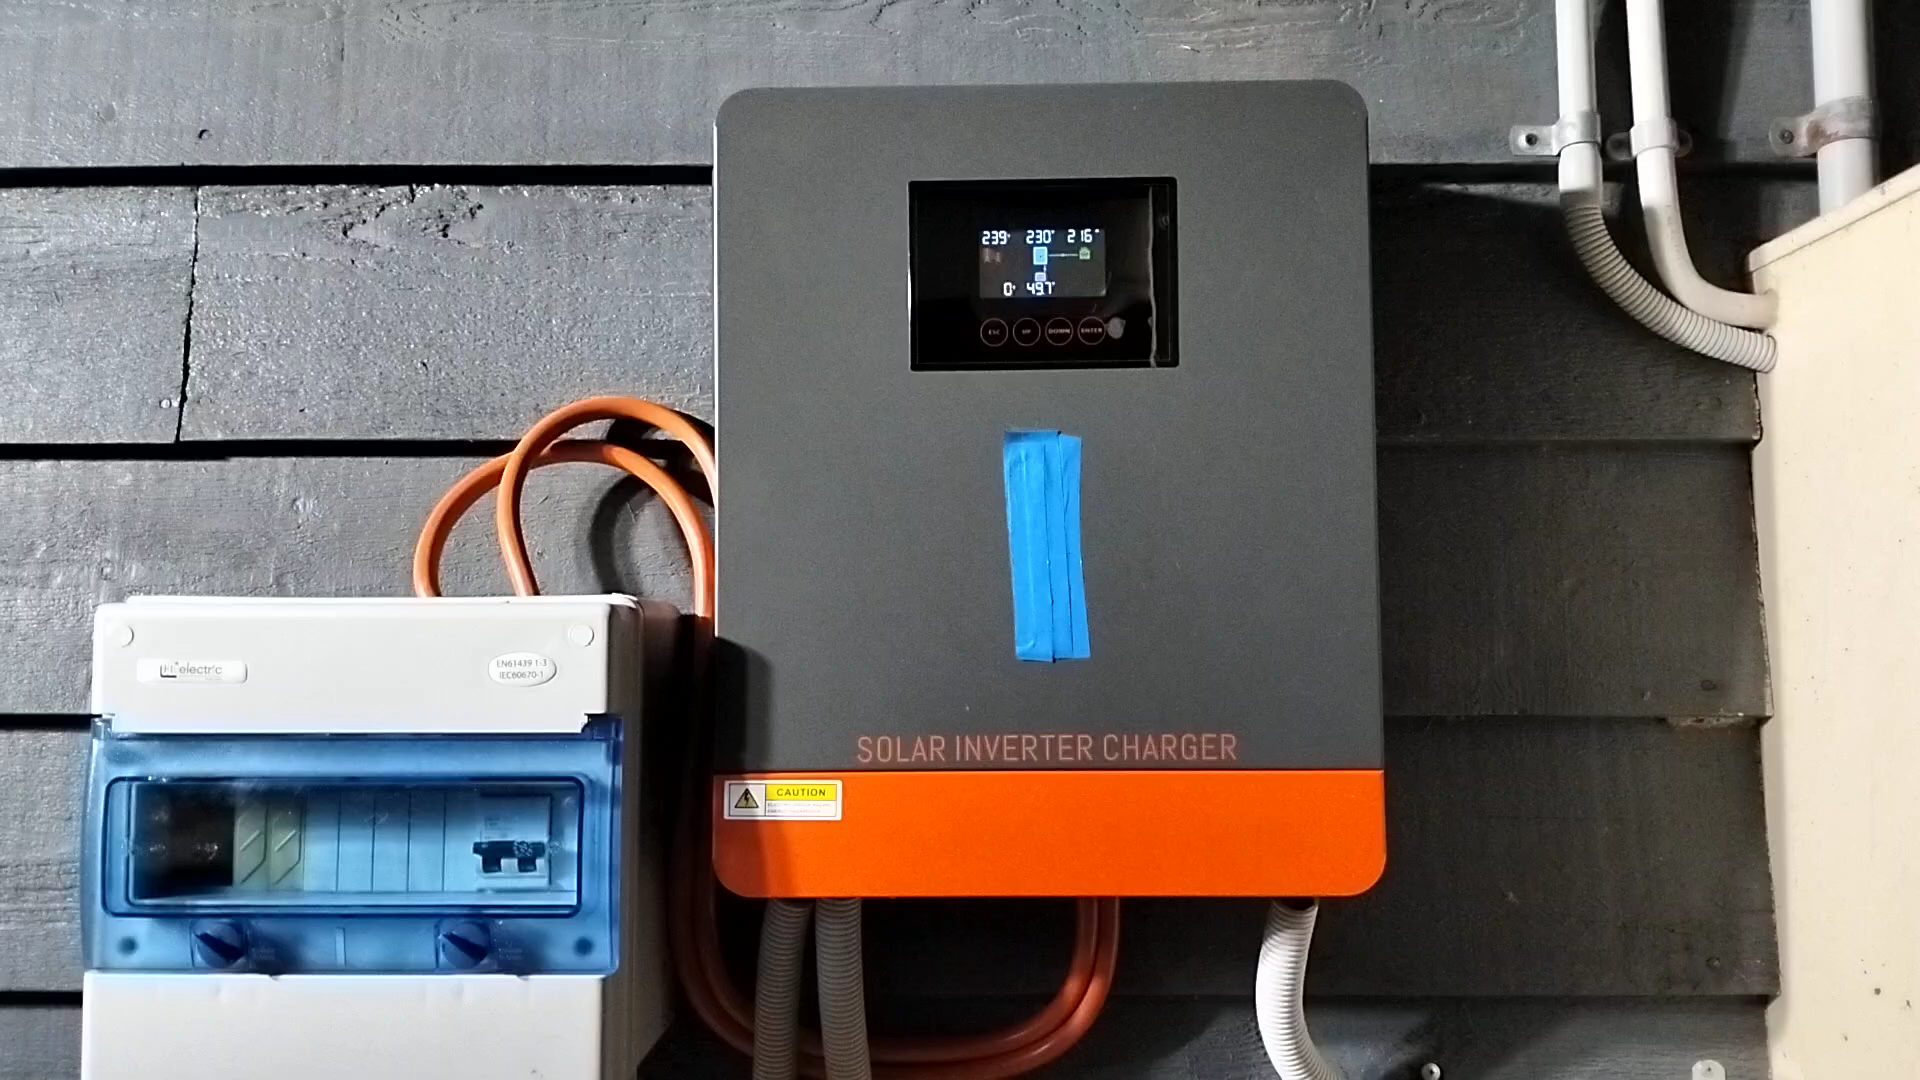 239 230 216
0 49.7
ESC UP DOWN ENTER
electric
EN61439 1-3
IEC60670-1
SOLAR INVERTER CHARGER
CAUTION